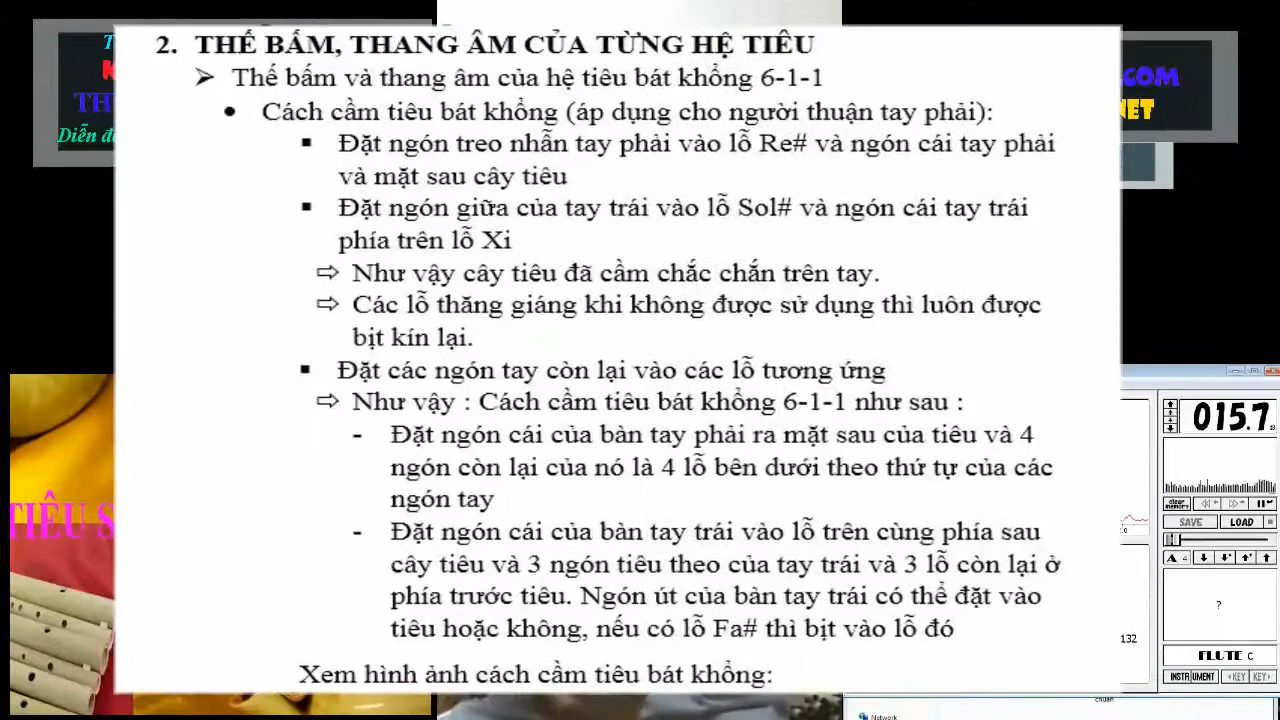 2. THẾ BẤM, THANG ÂM CỦA TỪNG HỆ TIÊU
➢ Thế bấm và thang âm của hệ tiêu bát khổng 6-1-1
• Cách cầm tiêu bát khổng (áp dụng cho người thuận tay phải):
▪ Đặt ngón treo nhẫn tay phải vào lỗ Re# và ngón cái tay phải
và mặt sau cây tiêu
▪ Đặt ngón giữa của tay trái vào lỗ Sol# và ngón cái tay trái
phía trên lỗ Xi
⇨ Như vậy cây tiêu đã cầm chắc chắn trên tay.
⇨ Các lỗ thăng giáng khi không được sử dụng thì luôn được
bịt kín lại.
▪ Đặt các ngón tay còn lại vào các lỗ tương ứng
⇨ Như vậy : Cách cầm tiêu bát khổng 6-1-1 như sau :
- Đặt ngón cái của bàn tay phải ra mặt sau của tiêu và 4
ngón còn lại của nó là 4 lỗ bên dưới theo thứ tự của các
ngón tay
- Đặt ngón cái của bàn tay trái vào lỗ trên cùng phía sau
cây tiêu và 3 ngón tiêu theo của tay trái và 3 lỗ còn lại ở
phía trước tiêu. Ngón út của bàn tay trái có thể đặt vào
tiêu hoặc không, nếu có lỗ Fa# thì bịt vào lỗ đó
Xem hình ảnh cách cầm tiêu bát khổng:
Diễn đ
.COM
NET
TIÊU S
015.7
clear memory
SAVE
LOAD
A 4
?
132
FLUTE C
INSTRUMENT
KEY
KEY
chuan
Network